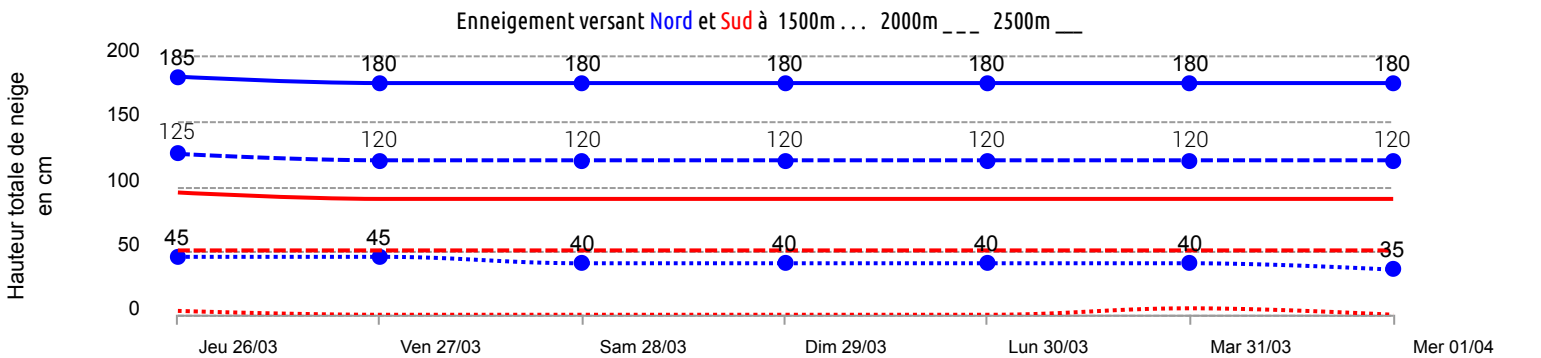 Enneigement versant Nord et Sud à 1500m . . . 2000m _ _ _ 2500m __
Hauteur totale de neige
en cm
200
185 180 180 180 180 180 180
150
125 120 120 120 120 120 120
100
50
45 45 40 40 40 40 35
0
Jeu 26/03 Ven 27/03 Sam 28/03 Dim 29/03 Lun 30/03 Mar 31/03 Mer 01/04